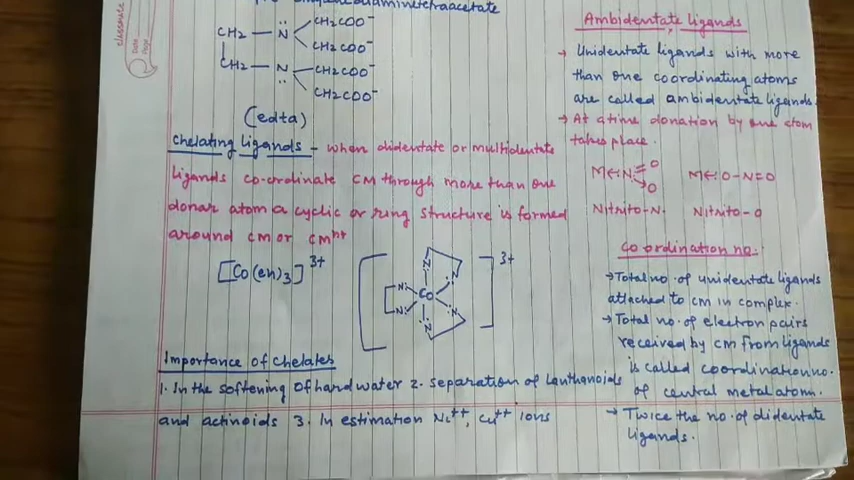 CH2 — N̈ CH2COO⁻
CH2COO⁻
CH2 — N̈ CH2COO⁻
CH2COO⁻
(edta)
Chelating ligands - when didentate or multidentate
ligands co-ordinate CM through more than one
donar atom a cyclic or ring structure is formed
around CM or CMⁿ⁺
[Co(en)3]³⁺
[N N N Co N N N]³⁺
Importance of chelates
1. In the softening of hard water 2. separation of lanthanoids
and actinoids 3. In estimation Ni⁺⁺, Cu⁺⁺ Ions
Ambidentate ligands
→ Unidentate ligands with more
than one coordinating atoms
are called ambidentate ligands.
→ At a time donation by one atom
takes place.
M←:N=O →O M←:O-N=O
Nitrito-N. Nitrito-O
Coordination no:
→ Total no. of unidentate ligands
attached to CM in complex.
→ Total no. of electron pairs
received by CM from ligands
is called coordination no.
of central metal atom.
→ Twice the no. of didentate
ligands.
classmate
Date
Page